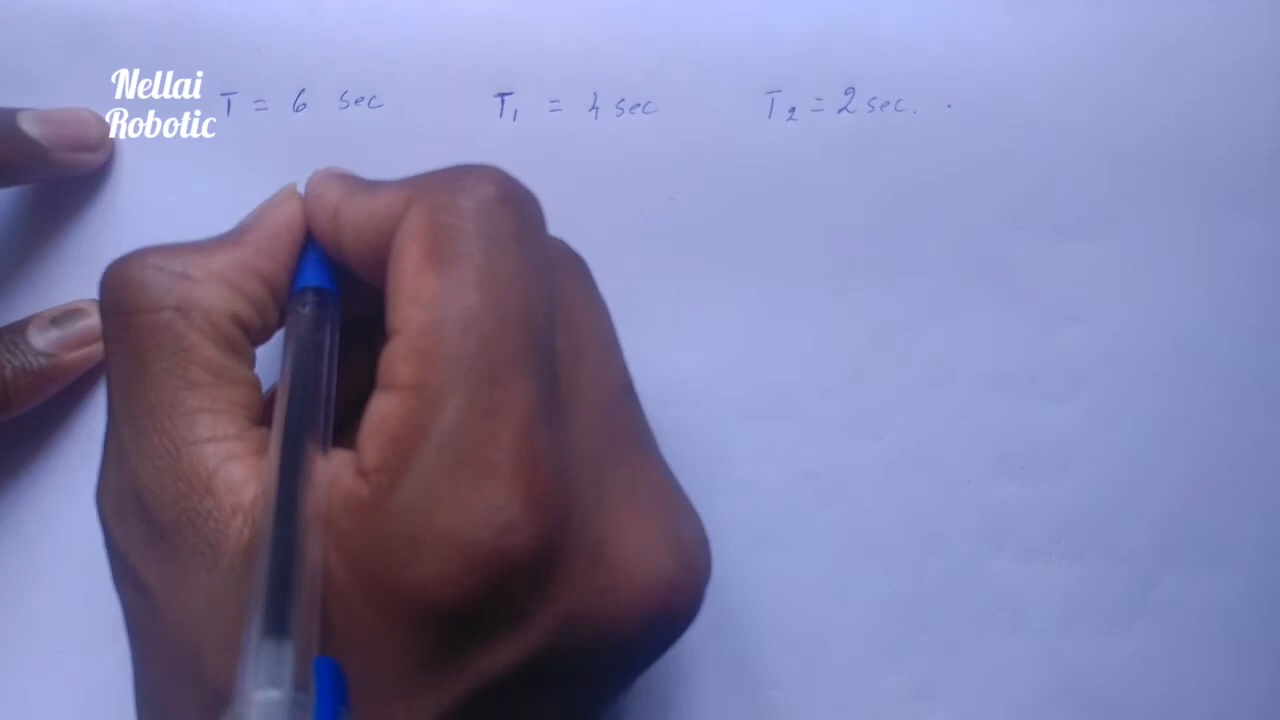 Nellai
Robotic
T = 6 sec T₁ = 4 sec T₂ = 2 sec.